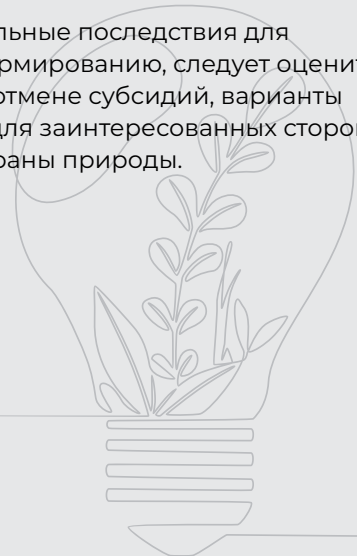 льные последствия для
рмированию, следует оценит
отмене субсидий, варианты
для заинтересованных сторо
раны природы.